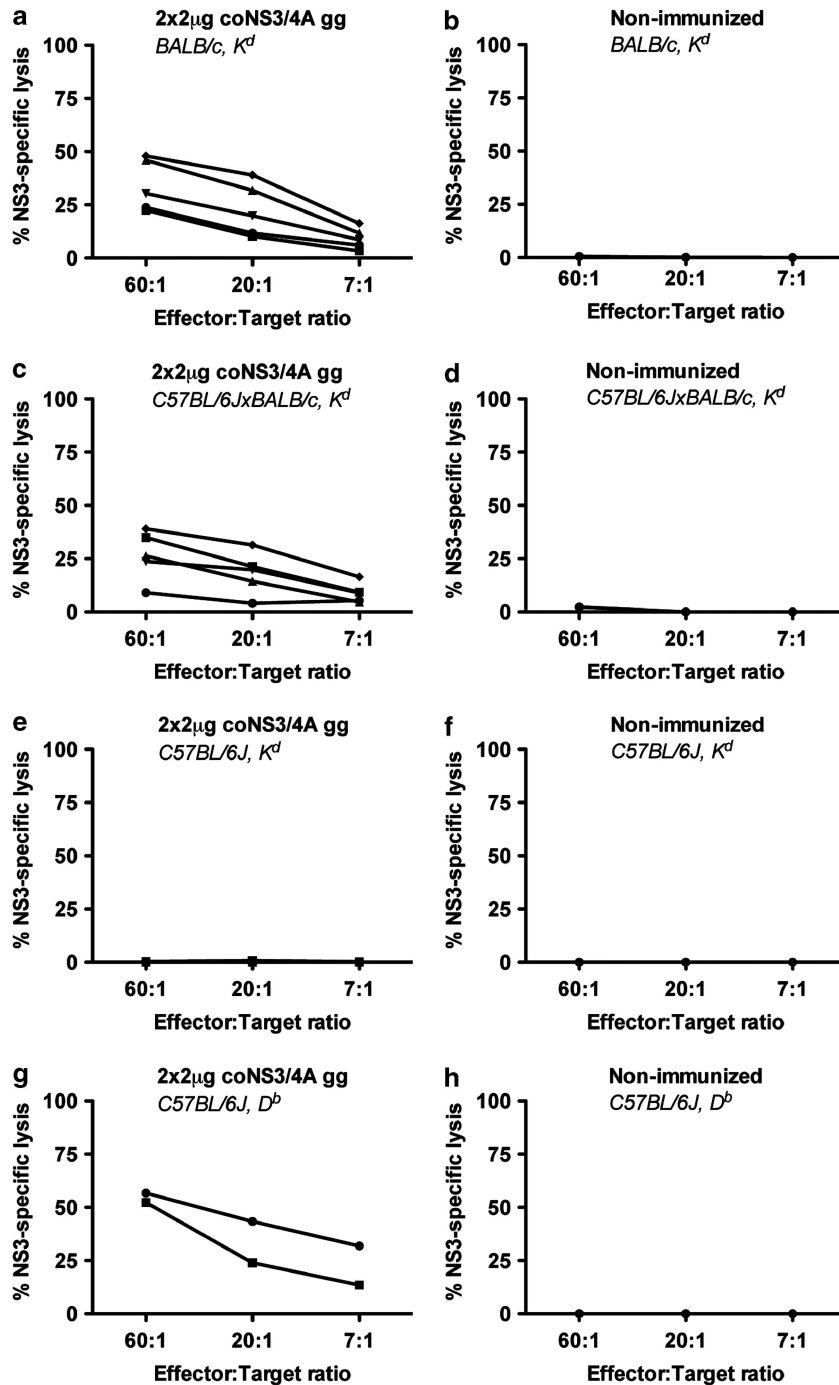 a
2x2µg coNS3/4A gg
BALB/c, Kᵈ
% NS3-specific lysis
100
75
50
25
0
60:1 20:1 7:1
Effector:Target ratio
b
Non-immunized
BALB/c, Kᵈ
% NS3-specific lysis
100
75
50
25
0
60:1 20:1 7:1
Effector:Target ratio
c
2x2µg coNS3/4A gg
C57BL/6JxBALB/c, Kᵈ
% NS3-specific lysis
100
75
50
25
0
60:1 20:1 7:1
Effector:Target ratio
d
Non-immunized
C57BL/6JxBALB/c, Kᵈ
% NS3-specific lysis
100
75
50
25
0
60:1 20:1 7:1
Effector:Target ratio
e
2x2µg coNS3/4A gg
C57BL/6J, Kᵈ
% NS3-specific lysis
100
75
50
25
0
60:1 20:1 7:1
Effector:Target ratio
f
Non-immunized
C57BL/6J, Kᵈ
% NS3-specific lysis
100
75
50
25
0
60:1 20:1 7:1
Effector:Target ratio
g
2x2µg coNS3/4A gg
C57BL/6J, Dᵇ
% NS3-specific lysis
100
75
50
25
0
60:1 20:1 7:1
Effector:Target ratio
h
Non-immunized
C57BL/6J, Dᵇ
% NS3-specific lysis
100
75
50
25
0
60:1 20:1 7:1
Effector:Target ratio